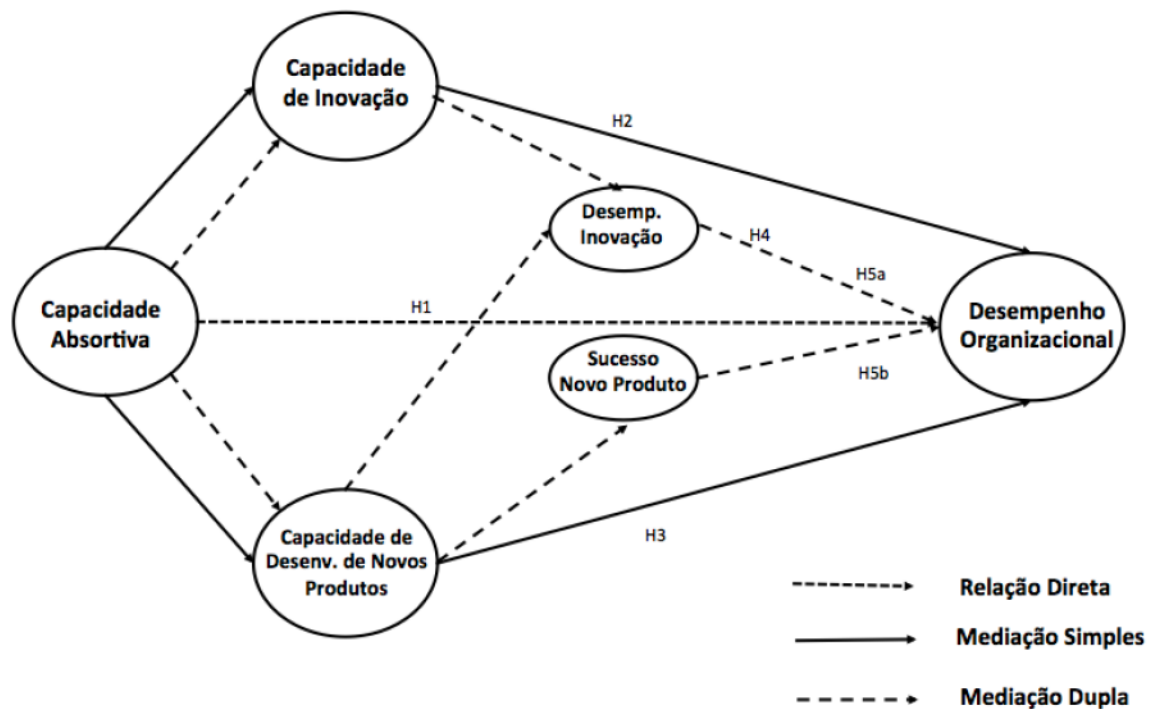 Capacidade
de Inovação
H2
Desemp.
Inovação
H4
H5a
Capacidade
Absortiva
H1
Desempenho
Organizacional
Sucesso
Novo Produto
H5b
Capacidade de
Desenv. de Novos
Produtos
H3
Relação Direta
Mediação Simples
Mediação Dupla